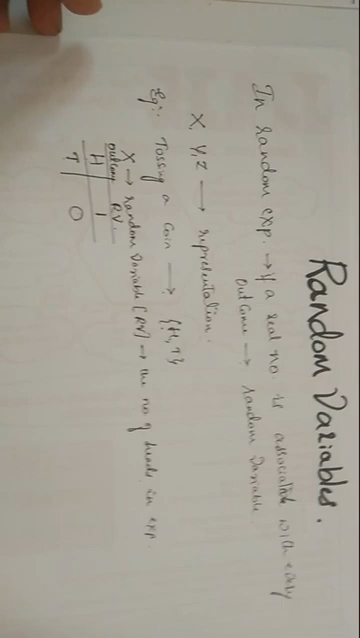 Random Variables.
In random exp. → if a real no. is associated with every
outcome → random variable.
X, Y, Z → representation.
Eg:- Tossing a coin → {H, T}
X → random variable (RV) → the no of heads in exp.
outcome RV.
H 1
T 0